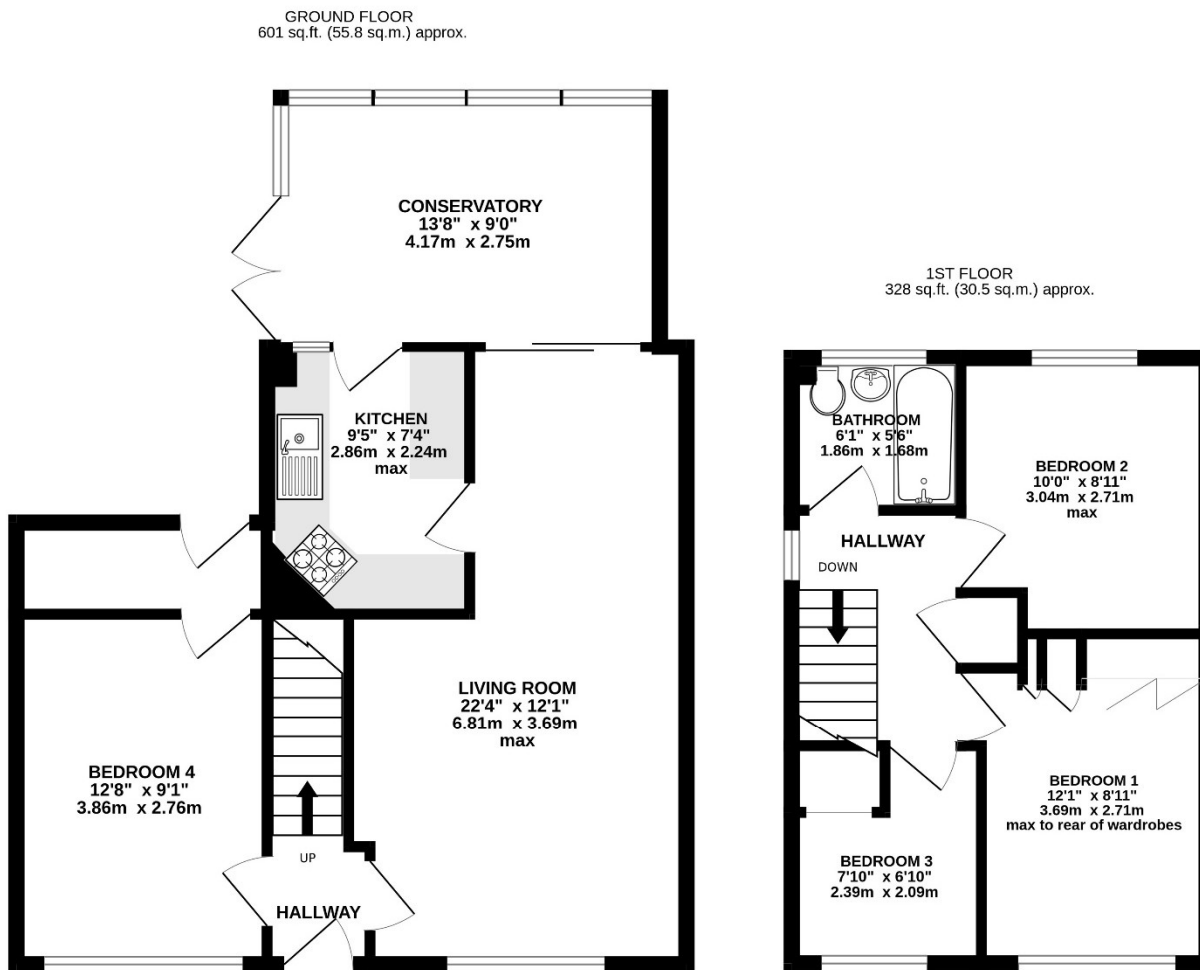 GROUND FLOOR
601 sq.ft. (55.8 sq.m.) approx.
CONSERVATORY
13'8" x 9'0"
4.17m x 2.75m
KITCHEN
9'5" x 7'4"
2.86m x 2.24m
max
LIVING ROOM
22'4" x 12'1"
6.81m x 3.69m
max
BEDROOM 4
12'8" x 9'1"
3.86m x 2.76m
UP
HALLWAY
1ST FLOOR
328 sq.ft. (30.5 sq.m.) approx.
BATHROOM
6'1" x 5'6"
1.86m x 1.68m
BEDROOM 2
10'0" x 8'11"
3.04m x 2.71m
max
HALLWAY
DOWN
BEDROOM 1
12'1" x 8'11"
3.69m x 2.71m
max to rear of wardrobes
BEDROOM 3
7'10" x 6'10"
2.39m x 2.09m